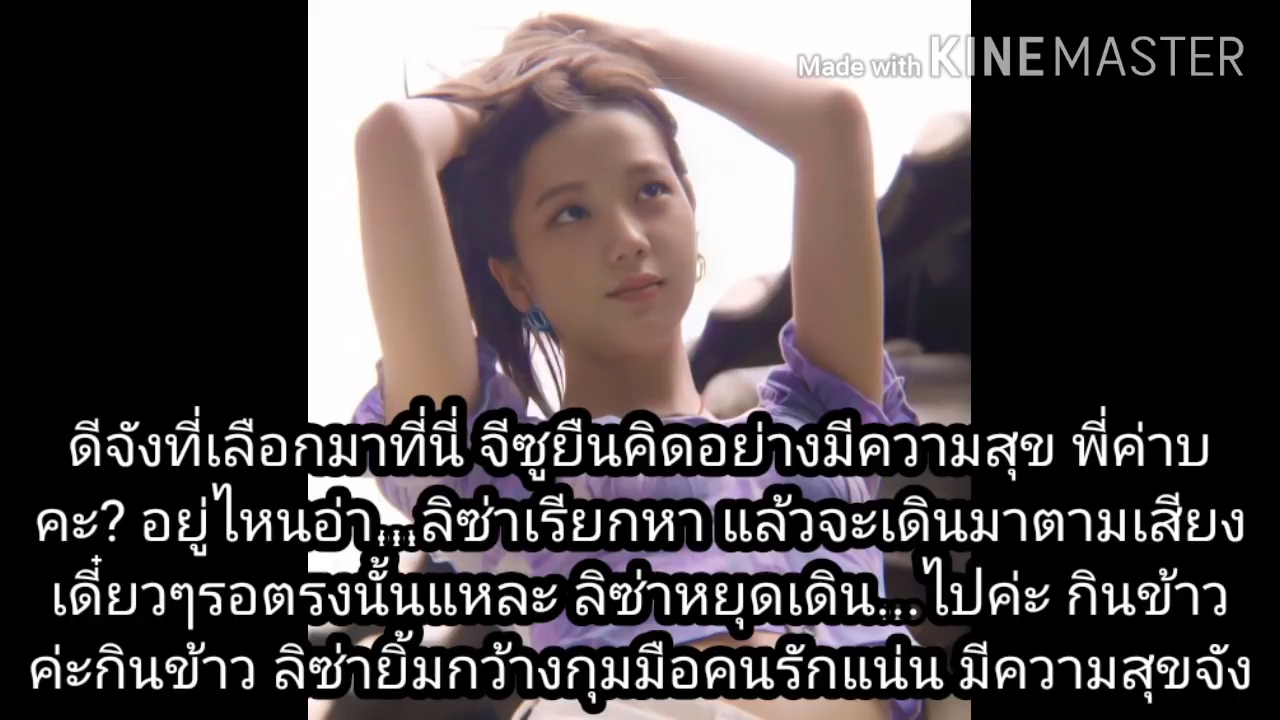 Made with KINEMASTER
ดีจังที่เลือกมาที่นี่ จีซูยืนคิดอย่างมีความสุข พี่ค่าบ
คะ? อยู่ไหนอ่า...ลิซ่าเรียกหา แล้วจะเดินมาตามเสียง
เดี๋ยวๆรอตรงนั้นแหละ ลิซ่าหยุดเดิน... ไปค่ะ กินข้าว
ค่ะกินข้าว ลิซ่ายิ้มกว้างกุมมือคนรักแน่น มีความสุขจัง